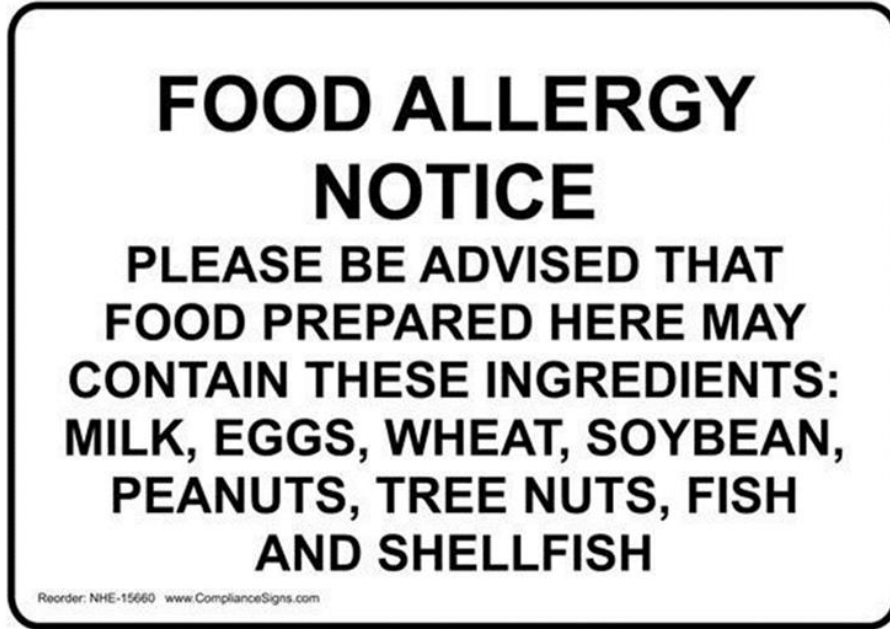 FOOD ALLERGY
NOTICE
PLEASE BE ADVISED THAT
FOOD PREPARED HERE MAY
CONTAIN THESE INGREDIENTS:
MILK, EGGS, WHEAT, SOYBEAN,
PEANUTS, TREE NUTS, FISH
AND SHELLFISH
Reorder: NHE-15660 www.ComplianceSigns.com